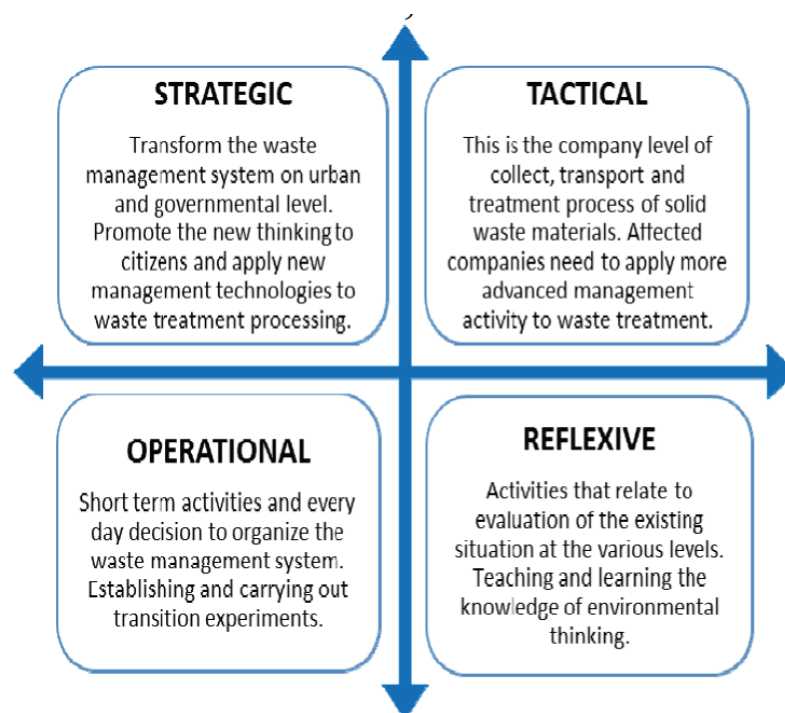 STRATEGIC
Transform the waste
management system on urban
and governmental level.
Promote the new thinking to
citizens and apply new
management technologies to
waste treatment processing.
TACTICAL
This is the company level of
collect, transport and
treatment process of solid
waste materials. Affected
companies need to apply more
advanced management
activity to waste treatment.
OPERATIONAL
Short term activities and every
day decision to organize the
waste management system.
Establishing and carrying out
transition experiments.
REFLEXIVE
Activities that relate to
evaluation of the existing
situation at the various levels.
Teaching and learning the
knowledge of environmental
thinking.